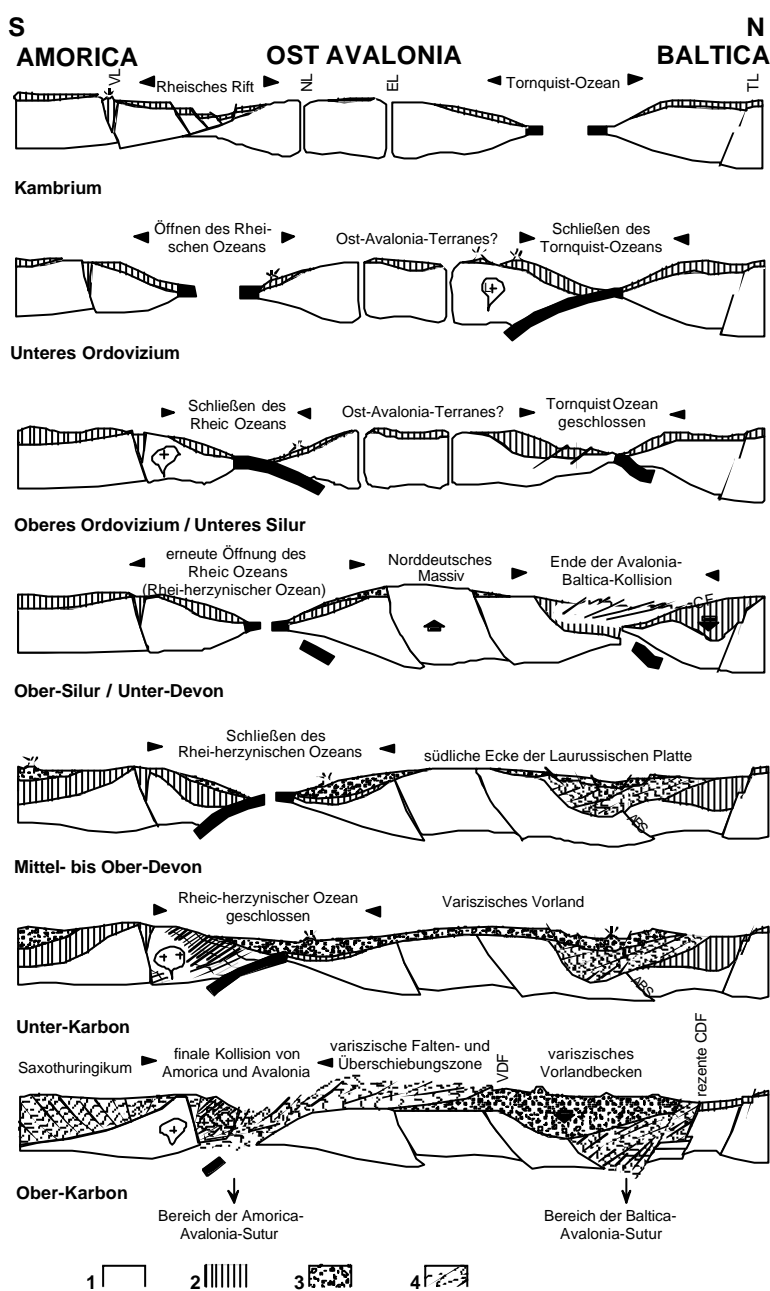 S N
AMORICA OST AVALONIA BALTICA
VL Rheisches Rift NL EL Tornquist-Ozean TL
Kambrium
Öffnen des Rhei-
schen Ozeans
Ost-Avalonia-Terranes?
Schließen des
Tornquist-Ozeans
Unteres Ordovizium
Schließen des
Rheic Ozeans
Ost-Avalonia-Terranes?
Tornquist Ozean
geschlossen
Oberes Ordovizium / Unteres Silur
erneute Öffnung des
Rheic Ozeans
(Rhei-herzynischer Ozean)
Norddeutsches
Massiv
Ende der Avalonia-
Baltica-Kollision
Ober-Silur / Unter-Devon
Schließen des
Rhei-herzynischen Ozeans
südliche Ecke der Laurussischen Platte
ABS
Mittel- bis Ober-Devon
Rheic-herzynischer Ozean
geschlossen
Variszisches Vorland
ABS
Unter-Karbon
Saxothuringikum
finale Kollision von
Amorica und Avalonia
variszische Falten- und
Überschiebungszone
VDF
variszisches
Vorlandbecken
rezente CDF
Ober-Karbon
Bereich der Amorica-
Avalonia-Sutur
Bereich der Baltica-
Avalonia-Sutur
1 2 3 4